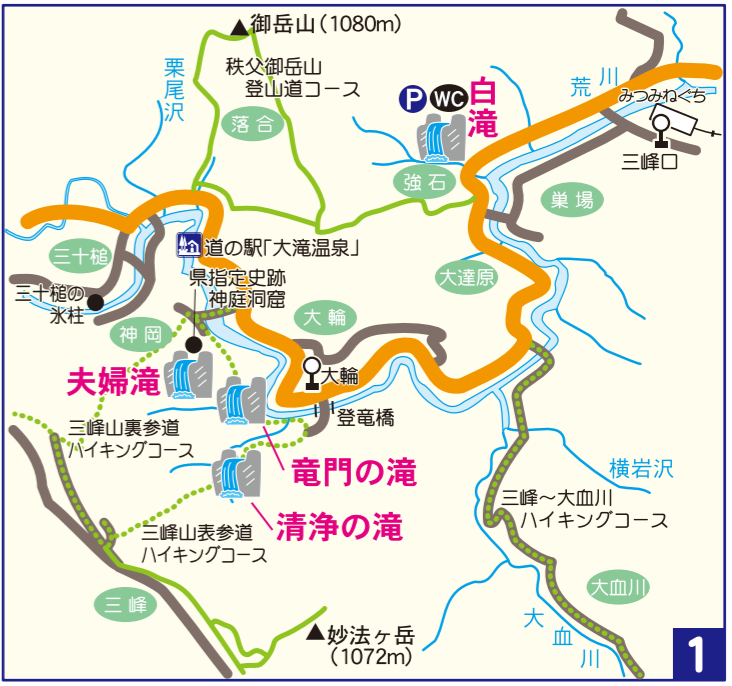 ▲御岳山(1080m)
栗尾沢
秩父御岳山
登山道コース
落合
P WC
白滝
荒川
みつみねぐち
三峰口
強石
巣場
三十槌
道の駅「大滝温泉」
大達原
県指定史跡
神庭洞窟
三十槌の
氷柱
神岡
大輪
大輪
夫婦滝
登竜橋
三峰山裏参道
ハイキングコース
竜門の滝
横岩沢
清浄の滝
三峰〜大血川
ハイキングコース
三峰山表参道
ハイキングコース
三峰
大血川
大血川
▲妙法ヶ岳
(1072m)
1